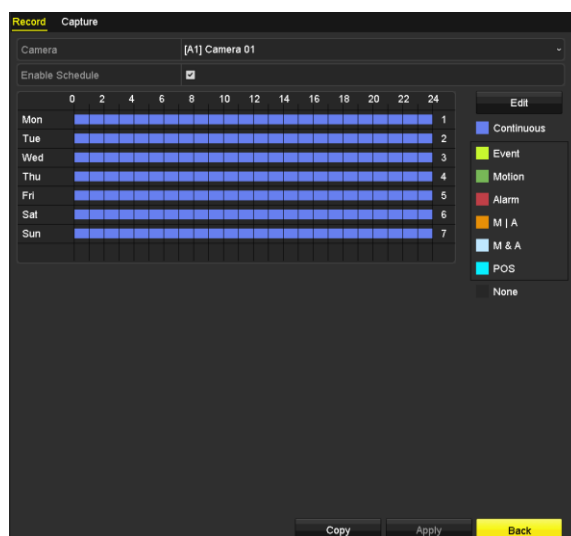 Record Capture
Camera [A1] Camera 01
Enable Schedule
0 2 4 6 8 10 12 14 16 18 20 22 24
Edit
Mon 1
Continuous
Tue 2
Wed 3
Event
Thu 4
Motion
Fri 5
Alarm
Sat 6
M | A
Sun 7
M & A
POS
None
Copy Apply Back